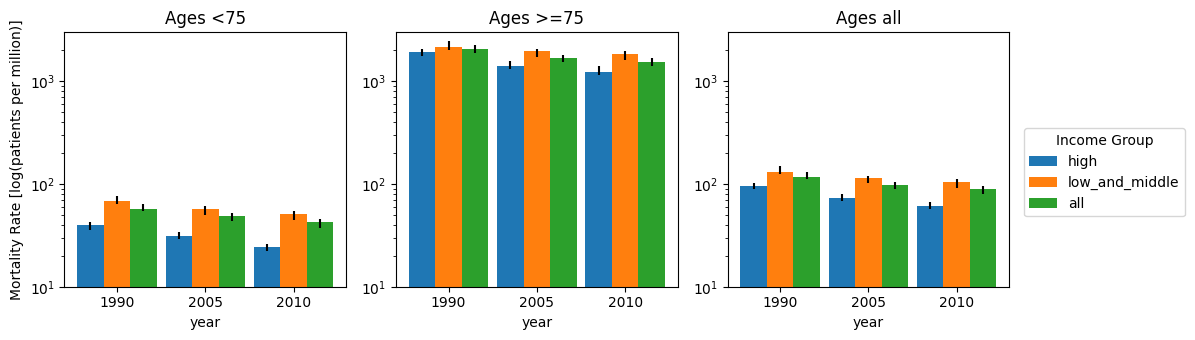 Ages <75
Ages >=75
Ages all
Mortality Rate [log(patients per million)]
10³
10²
10¹
1990 2005 2010
year
10³
10²
10¹
1990 2005 2010
year
10³
10²
10¹
1990 2005 2010
year
Income Group
high
low_and_middle
all